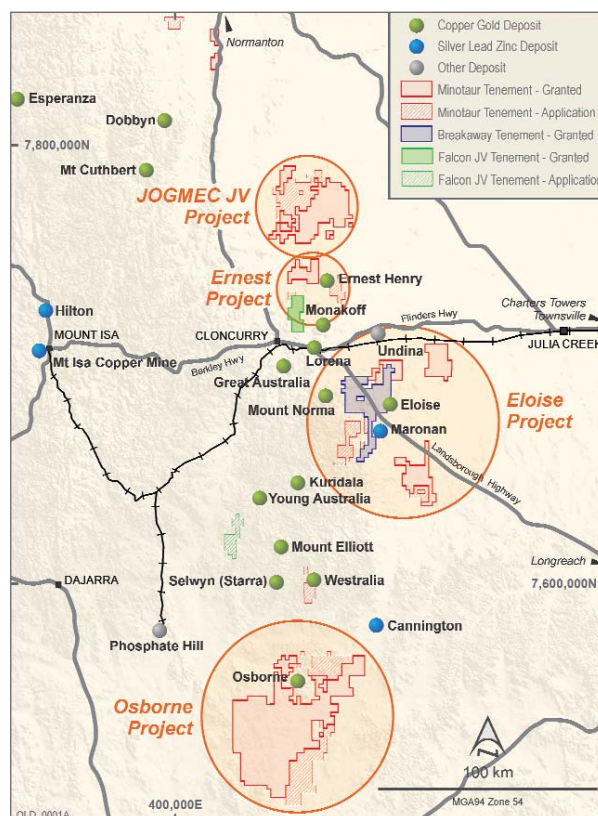 Normanton
Copper Gold Deposit
Silver Lead Zinc Deposit
Other Deposit
Minotaur Tenement - Granted
Minotaur Tenement - Application
Breakaway Tenement - Granted
Falcon JV Tenement - Granted
Falcon JV Tenement - Application
Esperanza
Dobbyn
7,800,000N
Mt Cuthbert
JOGMEC JV
Project
Ernest
Project
Ernest Henry
Hilton
Monakoff
Flinders Hwy
Charters Towers
Townsville
MOUNT ISA
CLONCURRY
Undina
JULIA CREEK
Mt Isa Copper Mine
Barkley Hwy
Lorena
Great Australia
Mount Norma
Eloise
Eloise
Project
Maronan
Landsborough Highway
Kuridala
Young Australia
Mount Elliott
Longreach
DAJARRA
Selwyn (Starra)
Westralia
7,600,000N
Phosphate Hill
Cannington
Osborne
Osborne
Project
100 km
400,000E
MGA94 Zone 54
QLD_0001A